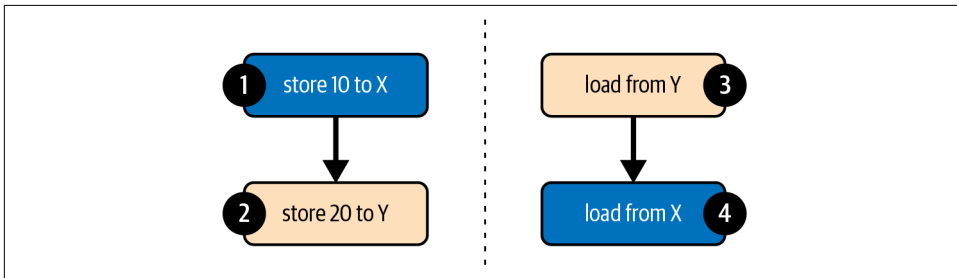 1 store 10 to X
2 store 20 to Y
load from Y 3
load from X 4